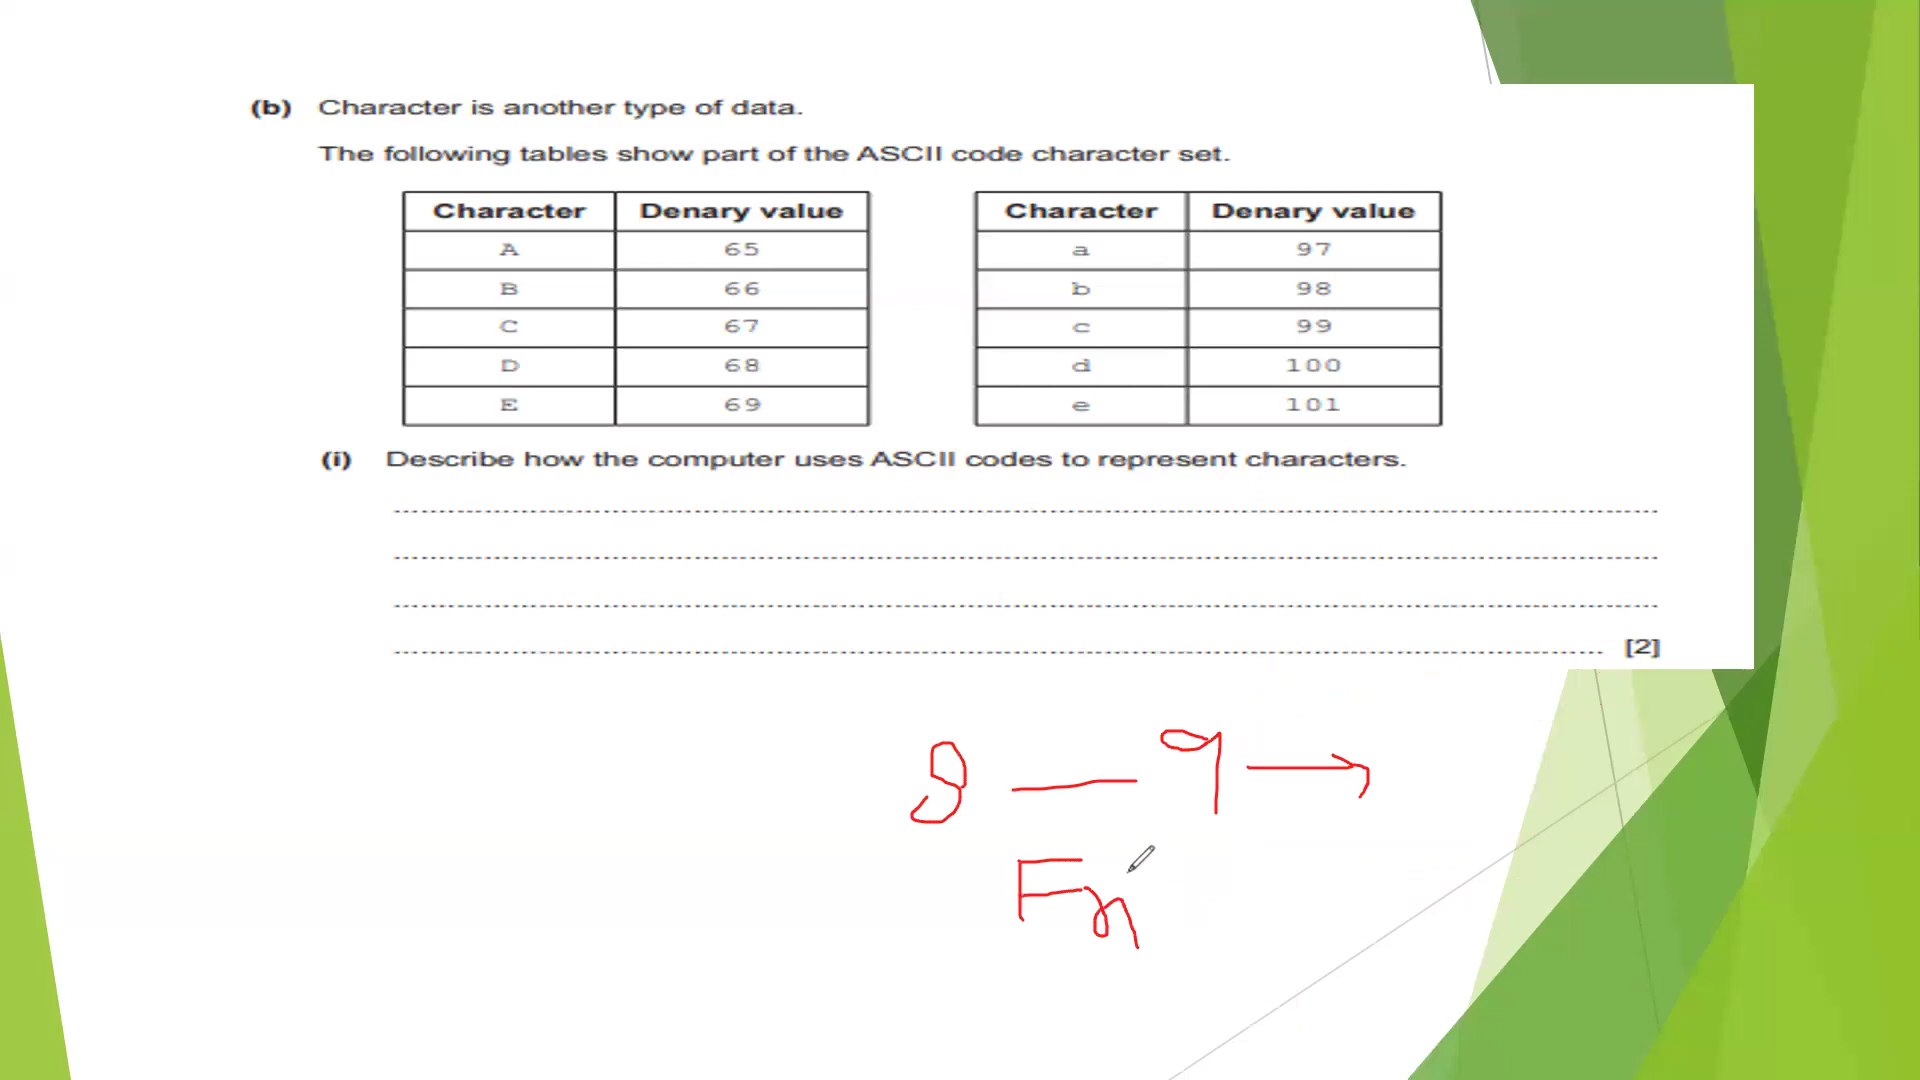 (b) Character is another type of data.
The following tables show part of the ASCII code character set.
Character Denary value Character Denary value
A 65 a 97
B 66 b 98
C 67 c 99
D 68 d 100
E 69 e 101
(i) Describe how the computer uses ASCII codes to represent characters.
[2]